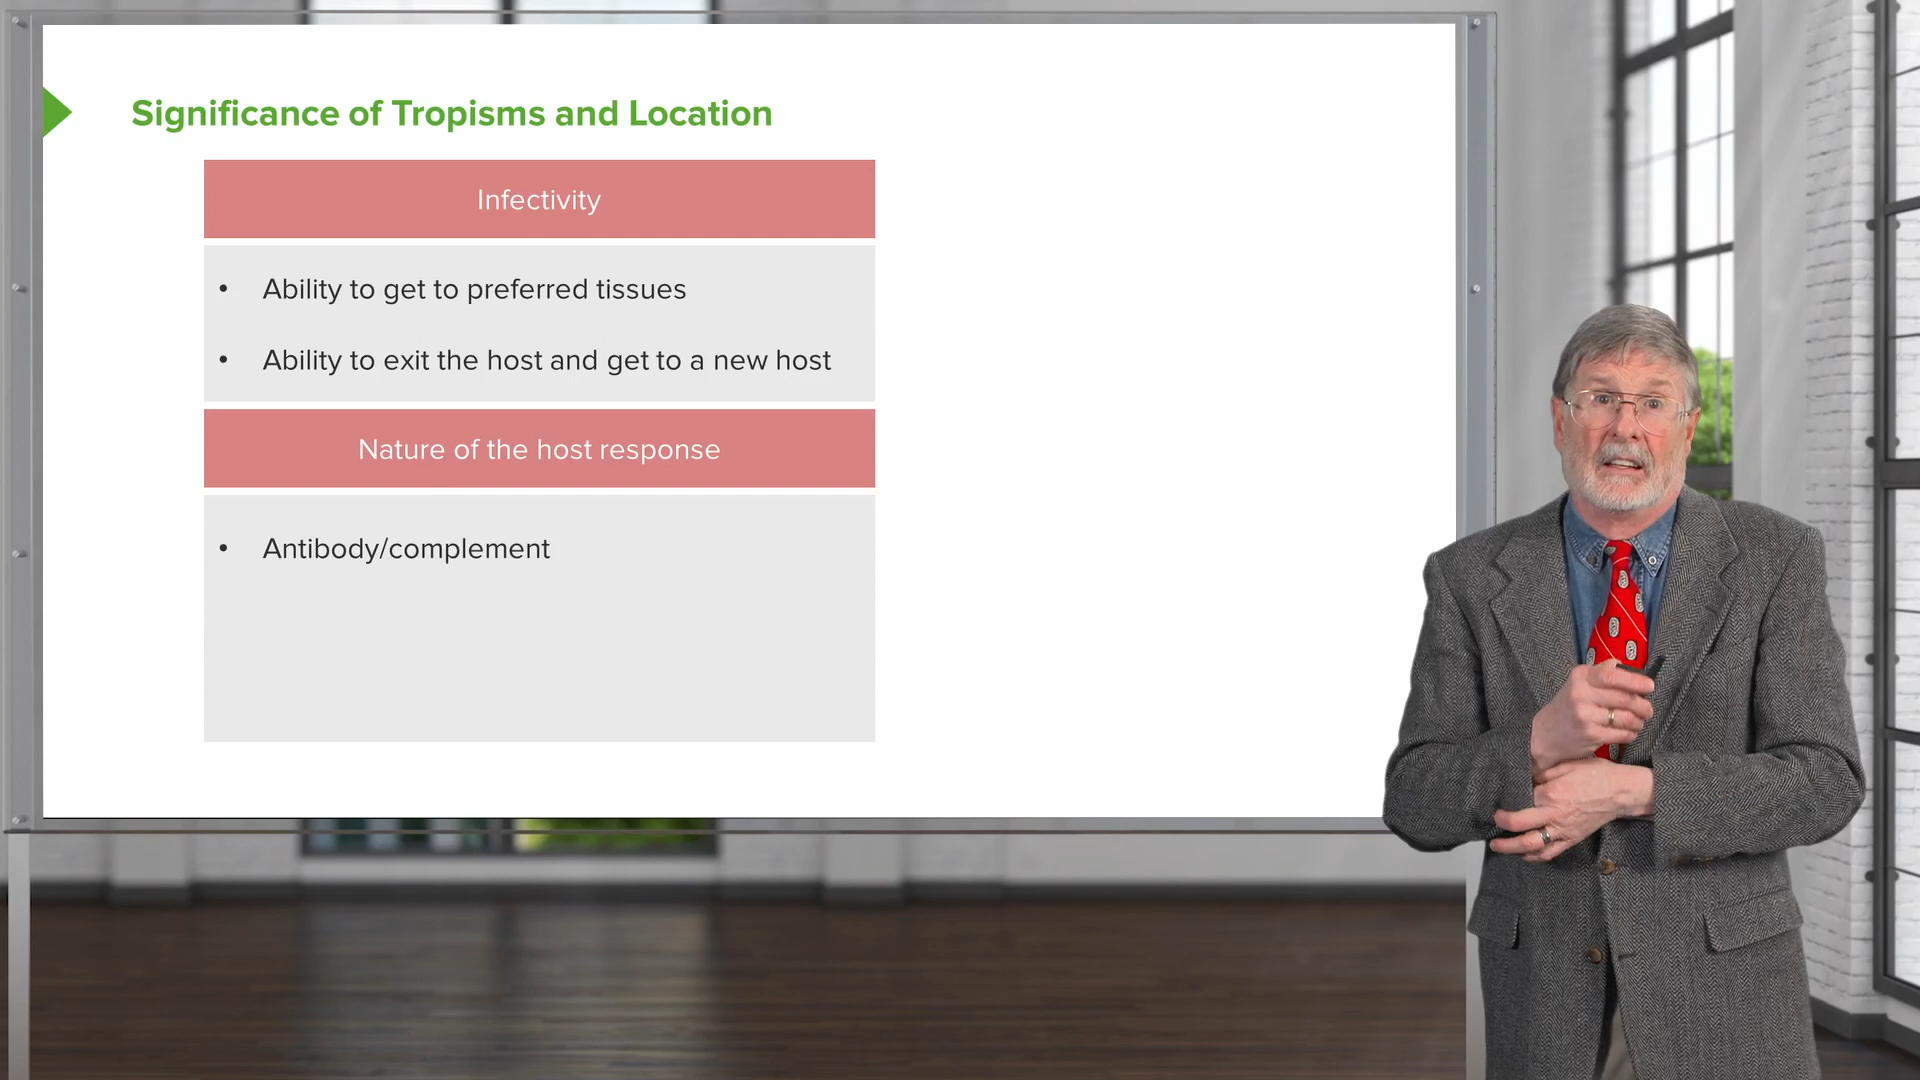 Significance of Tropisms and Location
Infectivity
• Ability to get to preferred tissues
• Ability to exit the host and get to a new host
Nature of the host response
• Antibody/complement